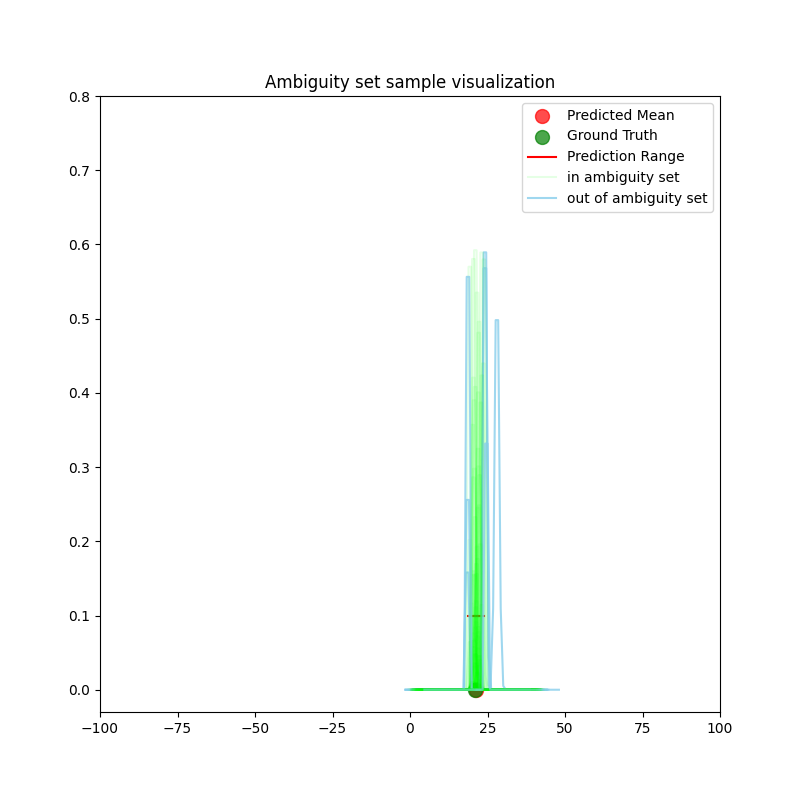 Ambiguity set sample visualization
0.8
0.7
0.6
0.5
0.4
0.3
0.2
0.1
0.0
Predicted Mean
Ground Truth
Prediction Range
in ambiguity set
out of ambiguity set
−100 −75 −50 −25 0 25 50 75 100